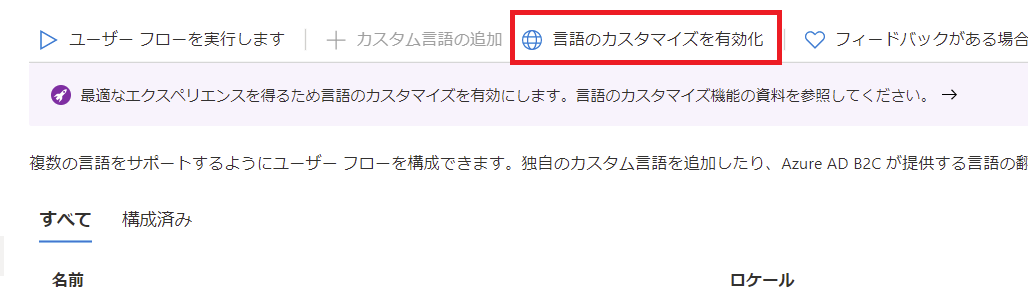 ユーザー フローを実行します カスタム言語の追加 言語のカスタマイズを有効化 フィードバックがある場合
最適なエクスペリエンスを得るため言語のカスタマイズを有効にします。言語のカスタマイズ機能の資料を参照してください。 →
複数の言語をサポートするようにユーザー フローを構成できます。独自のカスタム言語を追加したり、Azure AD B2C が提供する言語の翻
すべて 構成済み
名前 ロケール